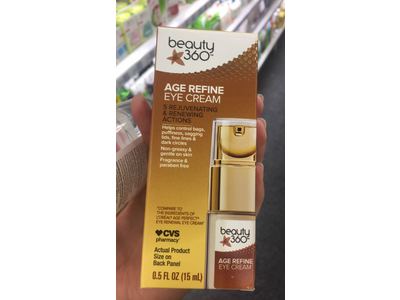 beauty
360™
AGE REFINE
EYE CREAM
5 REJUVENATING
& RENEWING
ACTIONS
Helps control bags,
puffiness, sagging
lids, fine lines &
dark circles
Non-greasy &
gentle on skin
Fragrance &
paraben free
*COMPARE TO
THE INGREDIENTS OF
L'ORÉAL® AGE PERFECT®
EYE RENEWAL EYE CREAM
CVS
pharmacy®
Actual Product
Size on
Back Panel
0.5 FL OZ (15 mL)
beauty
360™
AGE REFINE
EYE CREAM